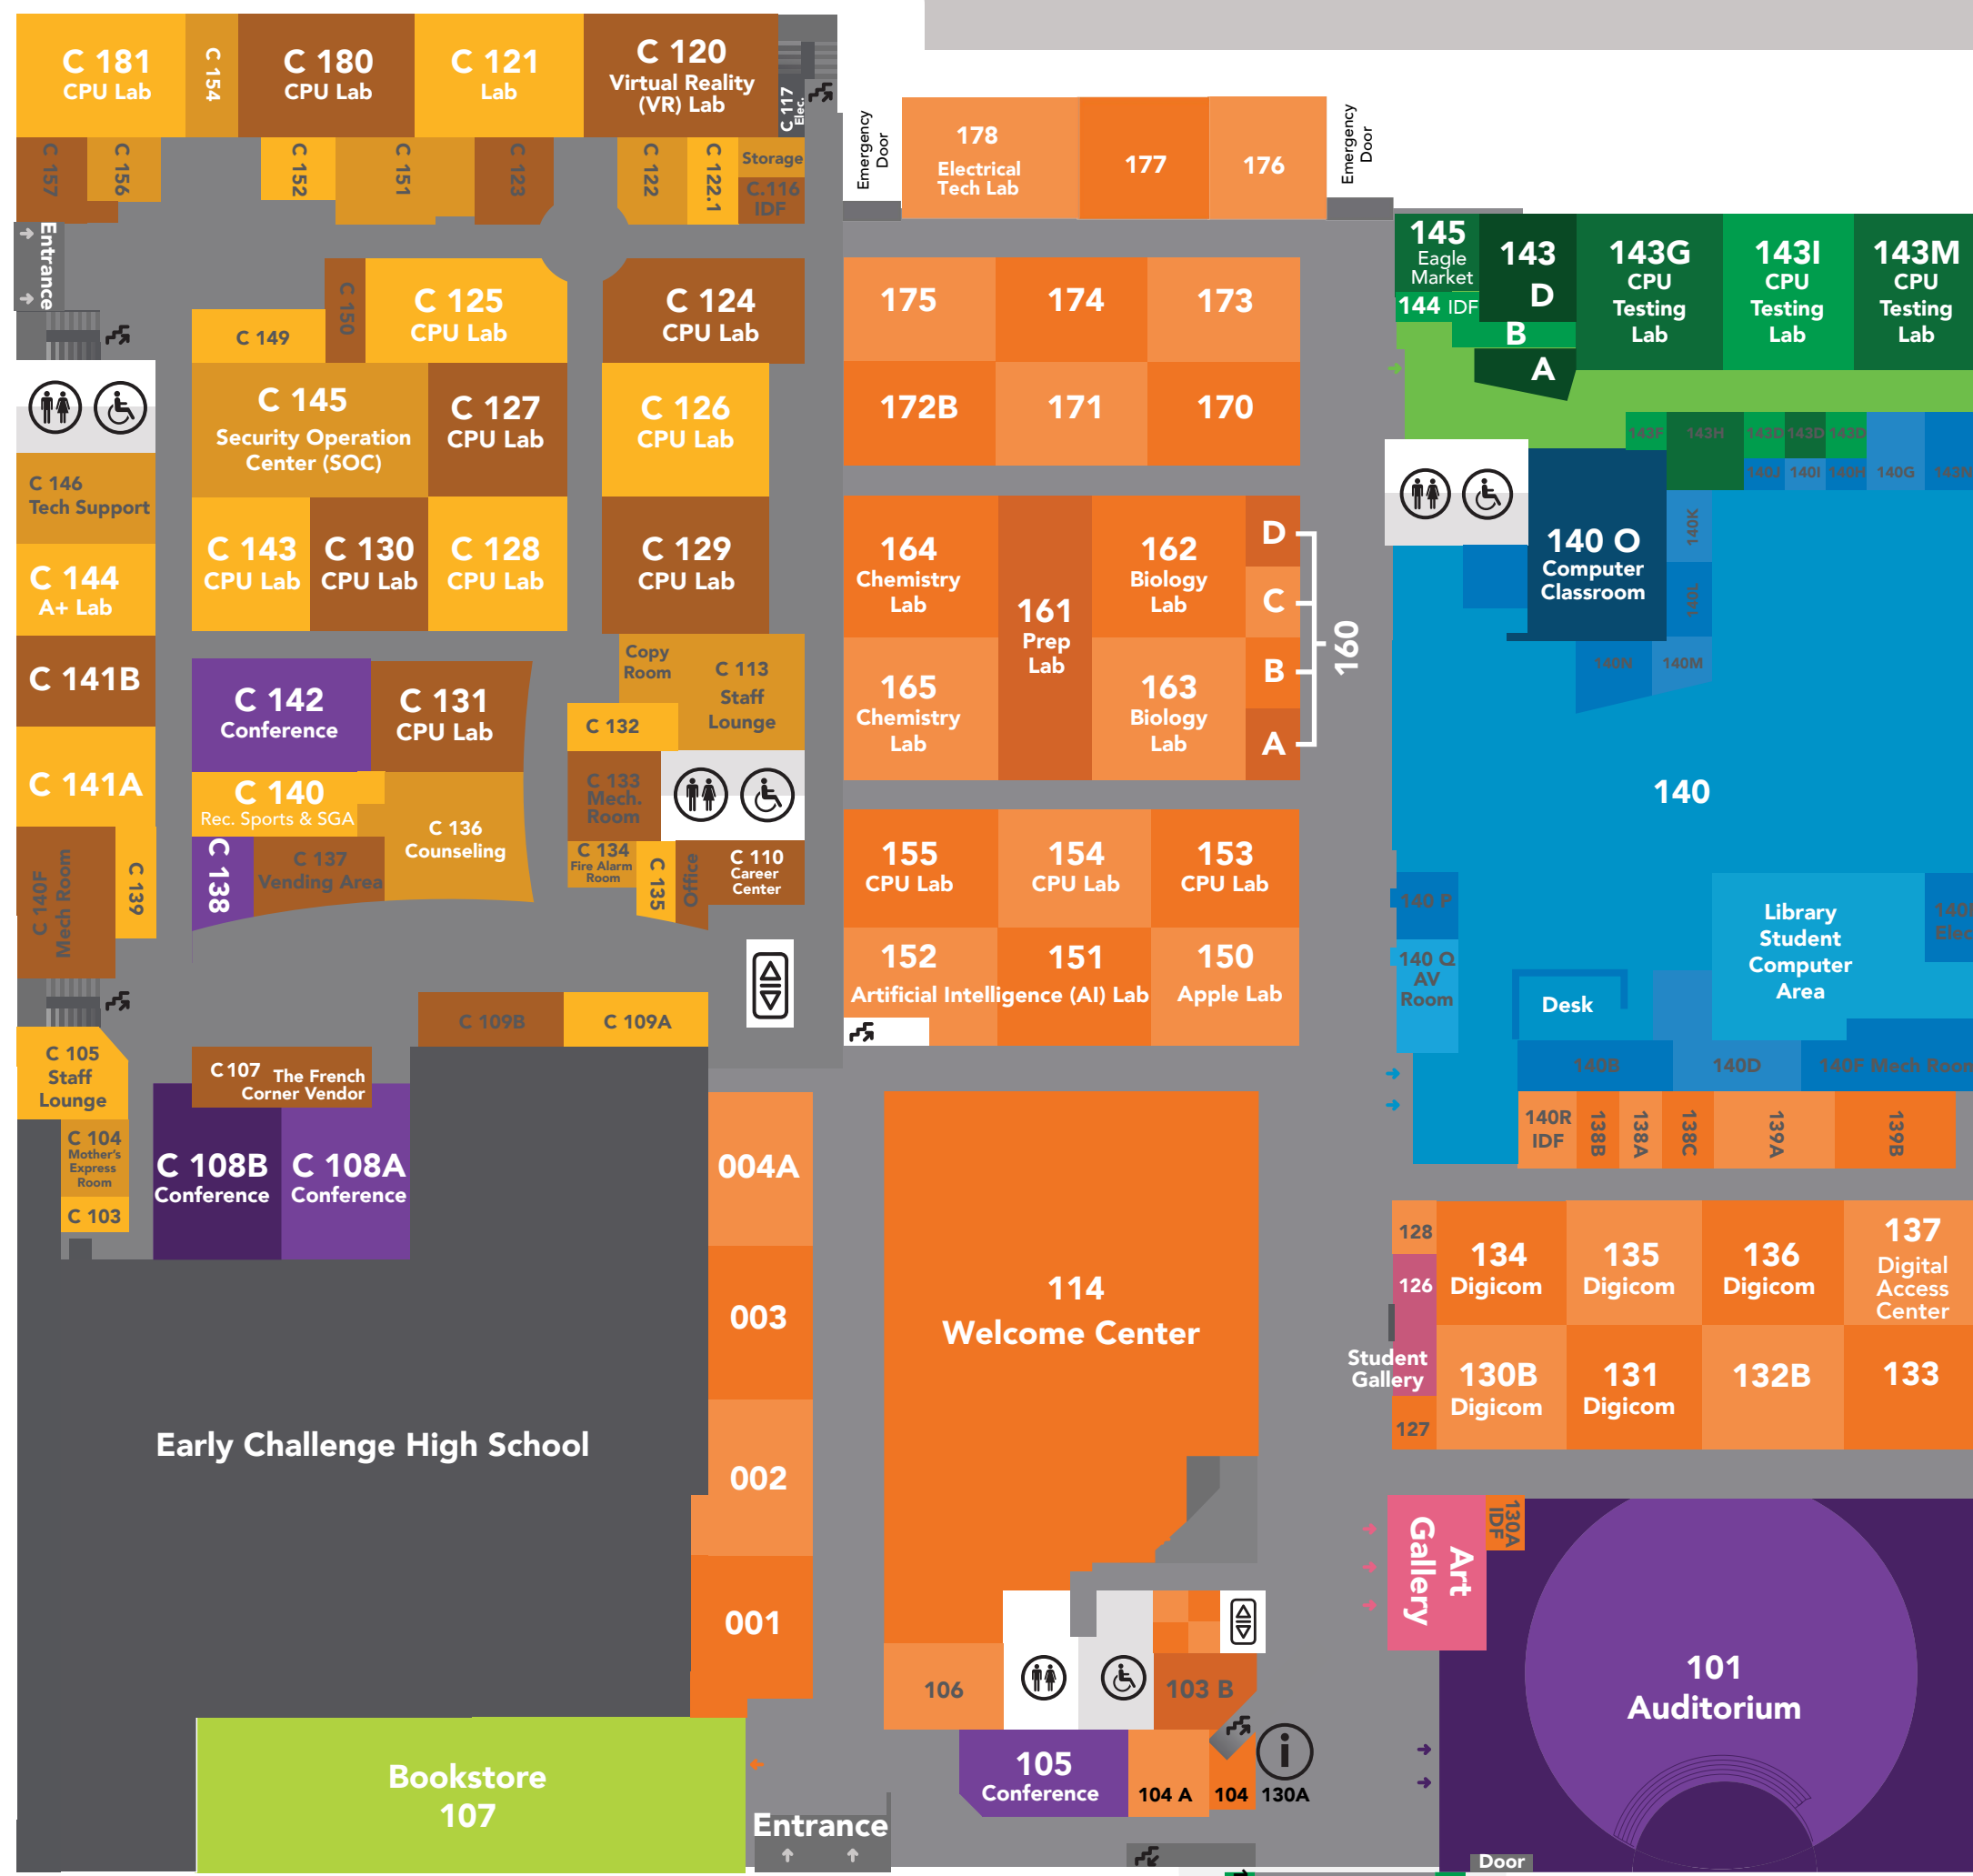 C 181
CPU Lab
C 154
C 180
CPU Lab
C 121
Lab
C 120
Virtual Reality
(VR) Lab
C 117
Elec.
C 157
C 156
C 152
C 151
C 123
C 122
C 122.1
Storage
C.116
IDF
Emergency
Door
178
Electrical
Tech Lab
177
176
Emergency
Door
Entrance
C 149
C 150
C 125
CPU Lab
C 124
CPU Lab
175
174
173
145
Eagle
Market
144 IDF
143
D
B
A
143G
CPU
Testing
Lab
143I
CPU
Testing
Lab
143M
CPU
Testing
Lab
C 145
Security Operation
Center (SOC)
C 127
CPU Lab
C 126
CPU Lab
172B
171
170
143F
143H
143D
143D
143D
140J
140I
140H
140G
C 146
Tech Support
C 144
A+ Lab
C 141B
C 141A
C 143
CPU Lab
C 130
CPU Lab
C 128
CPU Lab
C 129
CPU Lab
164
Chemistry
Lab
161
Prep
Lab
162
Biology
Lab
D
C
B
A
160
165
Chemistry
Lab
163
Biology
Lab
140 O
Computer
Classroom
140K
140L
140N
140M
140
C 142
Conference
C 131
CPU Lab
Copy
Room
C 113
Staff
Lounge
C 132
C 133
Mech.
Room
C 140
Rec. Sports & SGA
C 136
Counseling
C 138
C 137
Vending Area
C 134
Fire Alarm
Room
C 135
Office
C 110
Career
Center
C 140F
Mech Room
C 139
155
CPU Lab
154
CPU Lab
153
CPU Lab
152
151
Artificial Intelligence (AI) Lab
150
Apple Lab
140 P
140 Q
AV
Room
Library
Student
Computer
Area
Desk
140B
140D
140F Mech Room
140R
IDF
138B
138A
138C
139A
139B
C 109B
C 109A
C 105
Staff
Lounge
C 107 The French
Corner Vendor
C 104
Mother's
Express
Room
C 103
C 108B
Conference
C 108A
Conference
004A
003
002
001
114
Welcome Center
128
126
Student
Gallery
127
134
Digicom
135
Digicom
136
Digicom
137
Digital
Access
Center
130B
Digicom
131
Digicom
132B
133
Early Challenge High School
Art
Gallery
130A
IDF
101
Auditorium
106
103 B
105
Conference
104 A
104
130A
Bookstore
107
Entrance
Door